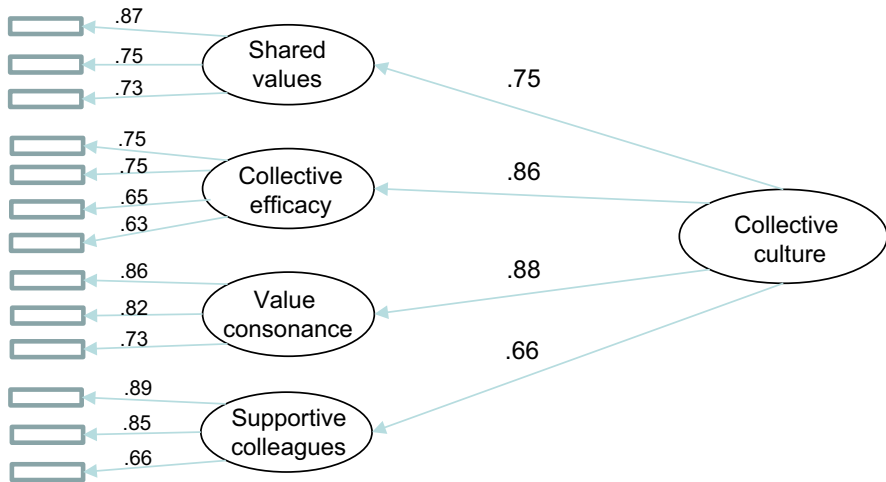 .87
.75
.73
Shared
values
.75
.75
.75
.65
.63
Collective
efficacy
.86
Collective
culture
.86
.82
.73
Value
consonance
.88
.89
.85
.66
Supportive
colleagues
.66